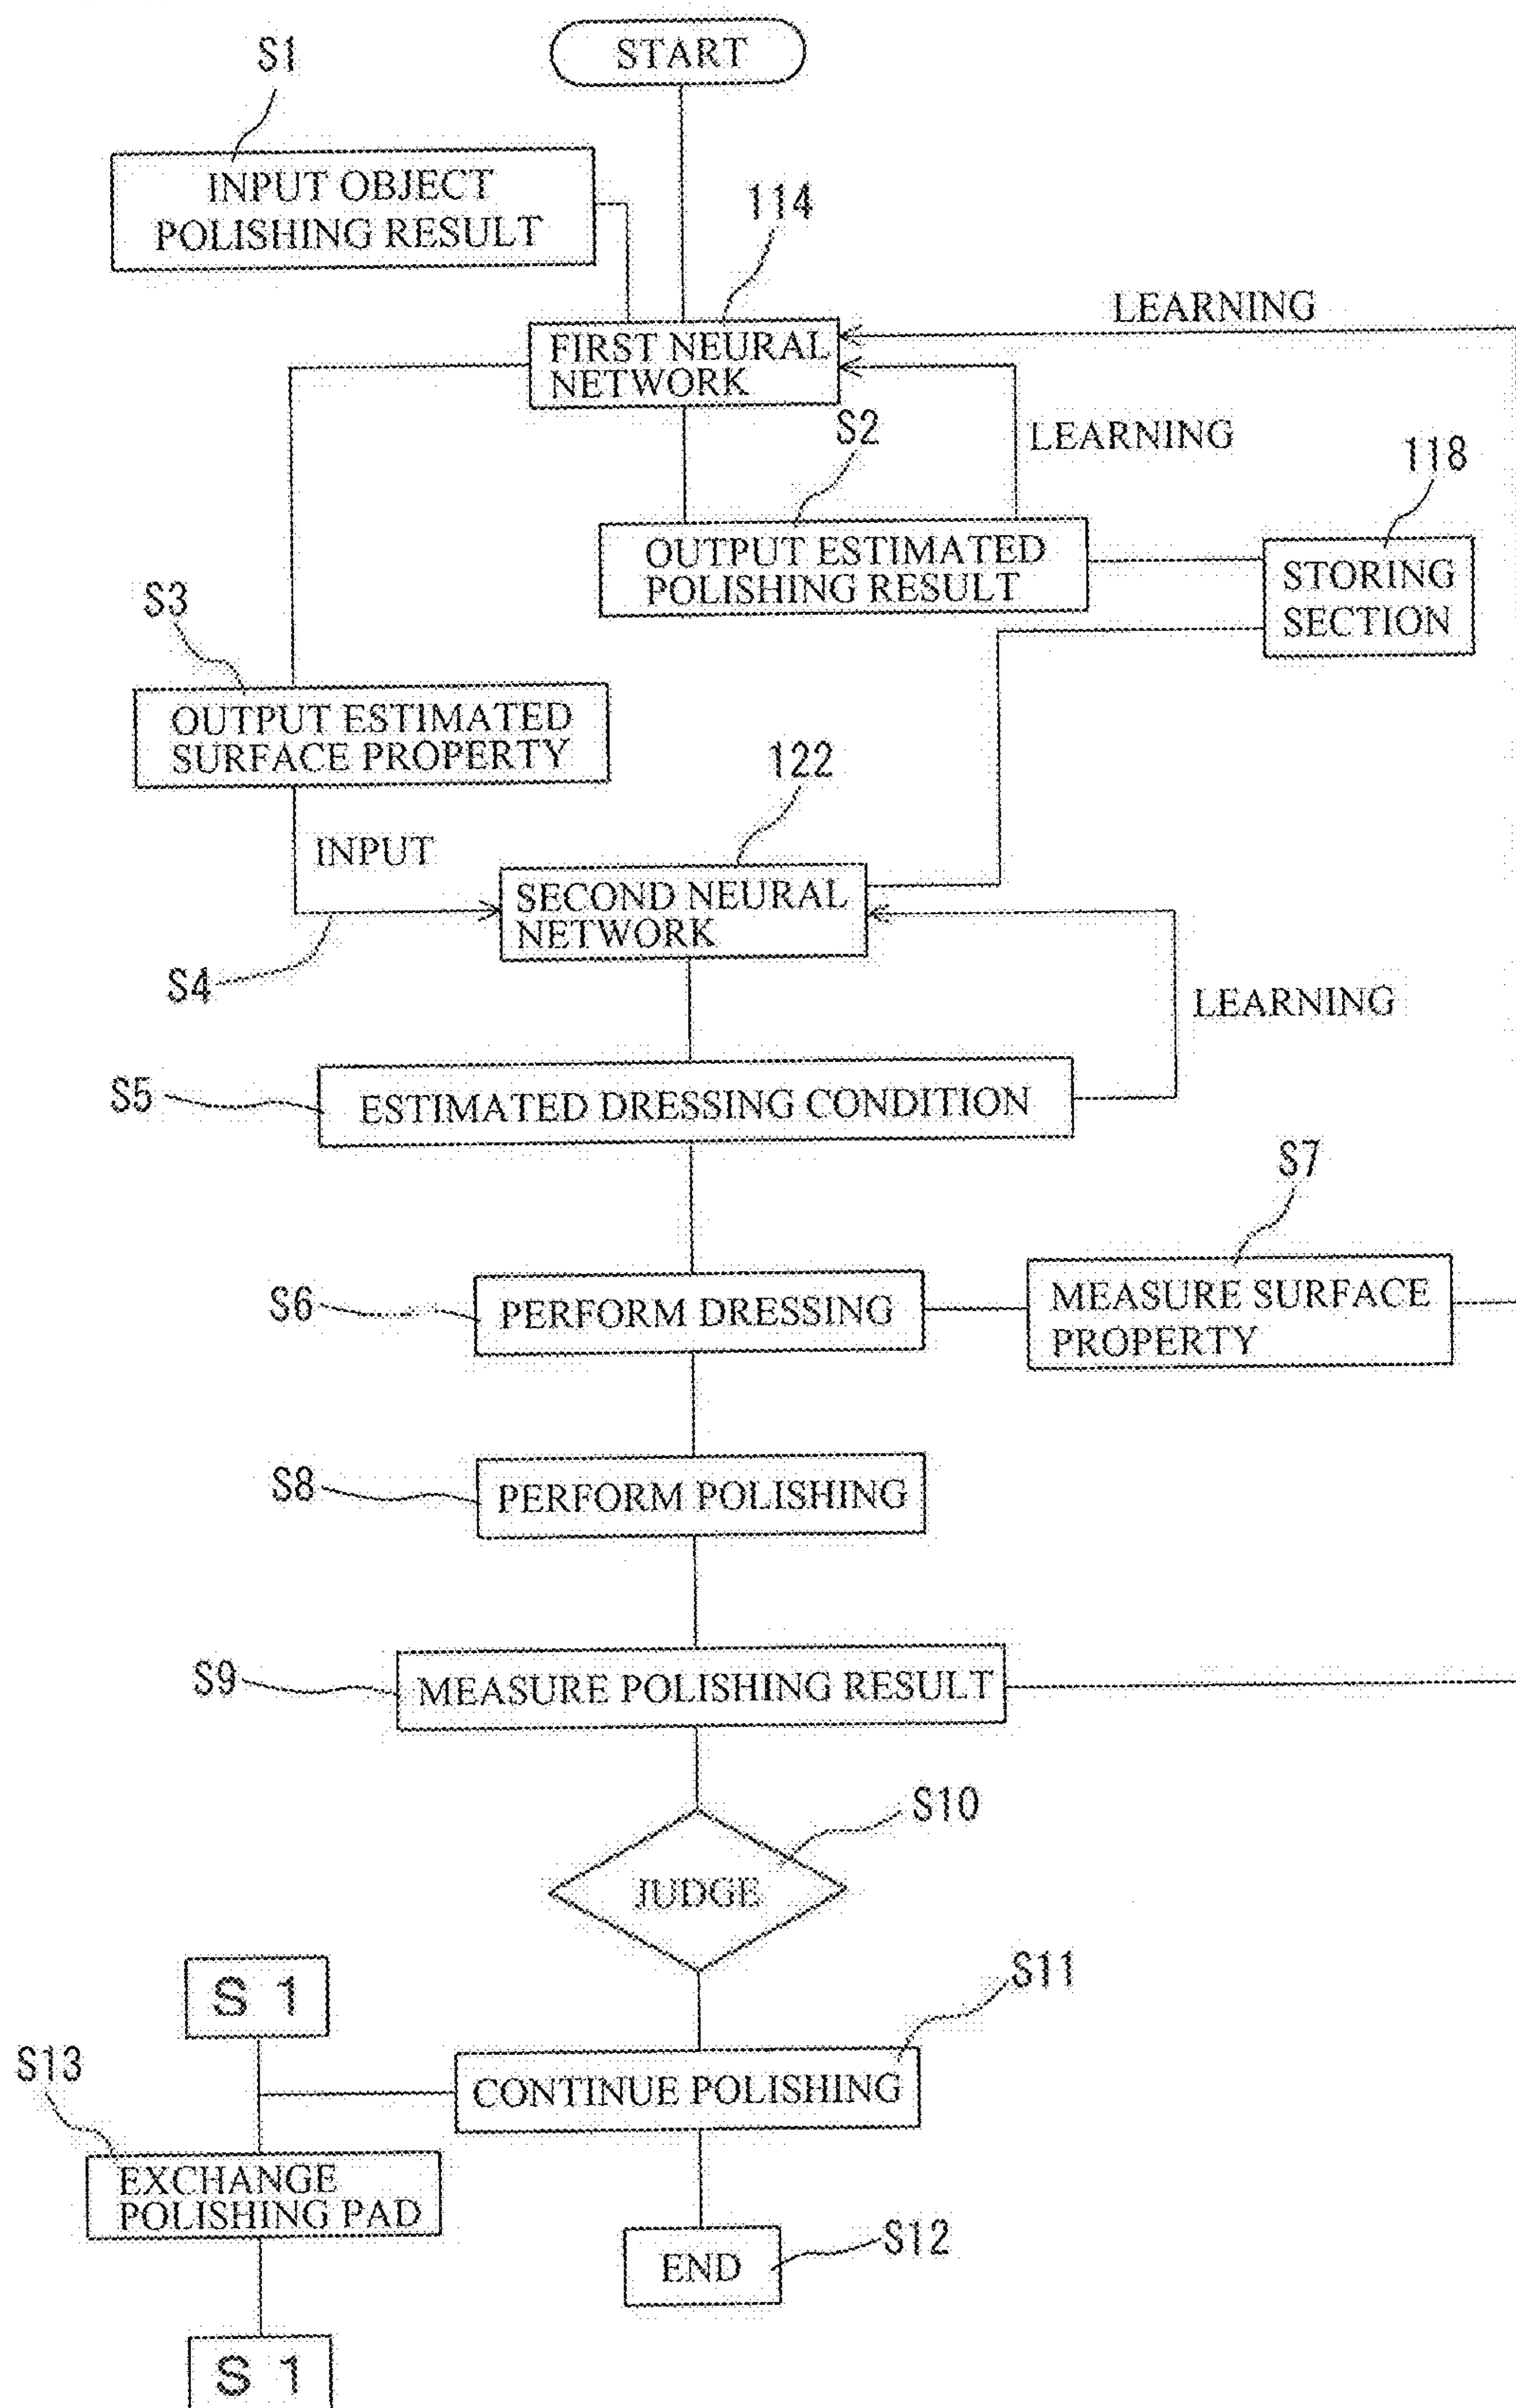 START
S1
INPUT OBJECT
POLISHING RESULT
114
LEARNING
FIRST NEURAL
NETWORK
S2
LEARNING
118
OUTPUT ESTIMATED
POLISHING RESULT
STORING
SECTION
S3
OUTPUT ESTIMATED
SURFACE PROPERTY
122
INPUT
SECOND NEURAL
NETWORK
S4
LEARNING
S5
ESTIMATED DRESSING CONDITION
S7
S6
PERFORM DRESSING
MEASURE SURFACE
PROPERTY
S8
PERFORM POLISHING
S9
MEASURE POLISHING RESULT
S10
JUDGE
S11
S 1
S13
CONTINUE POLISHING
EXCHANGE
POLISHING PAD
S12
END
S 1